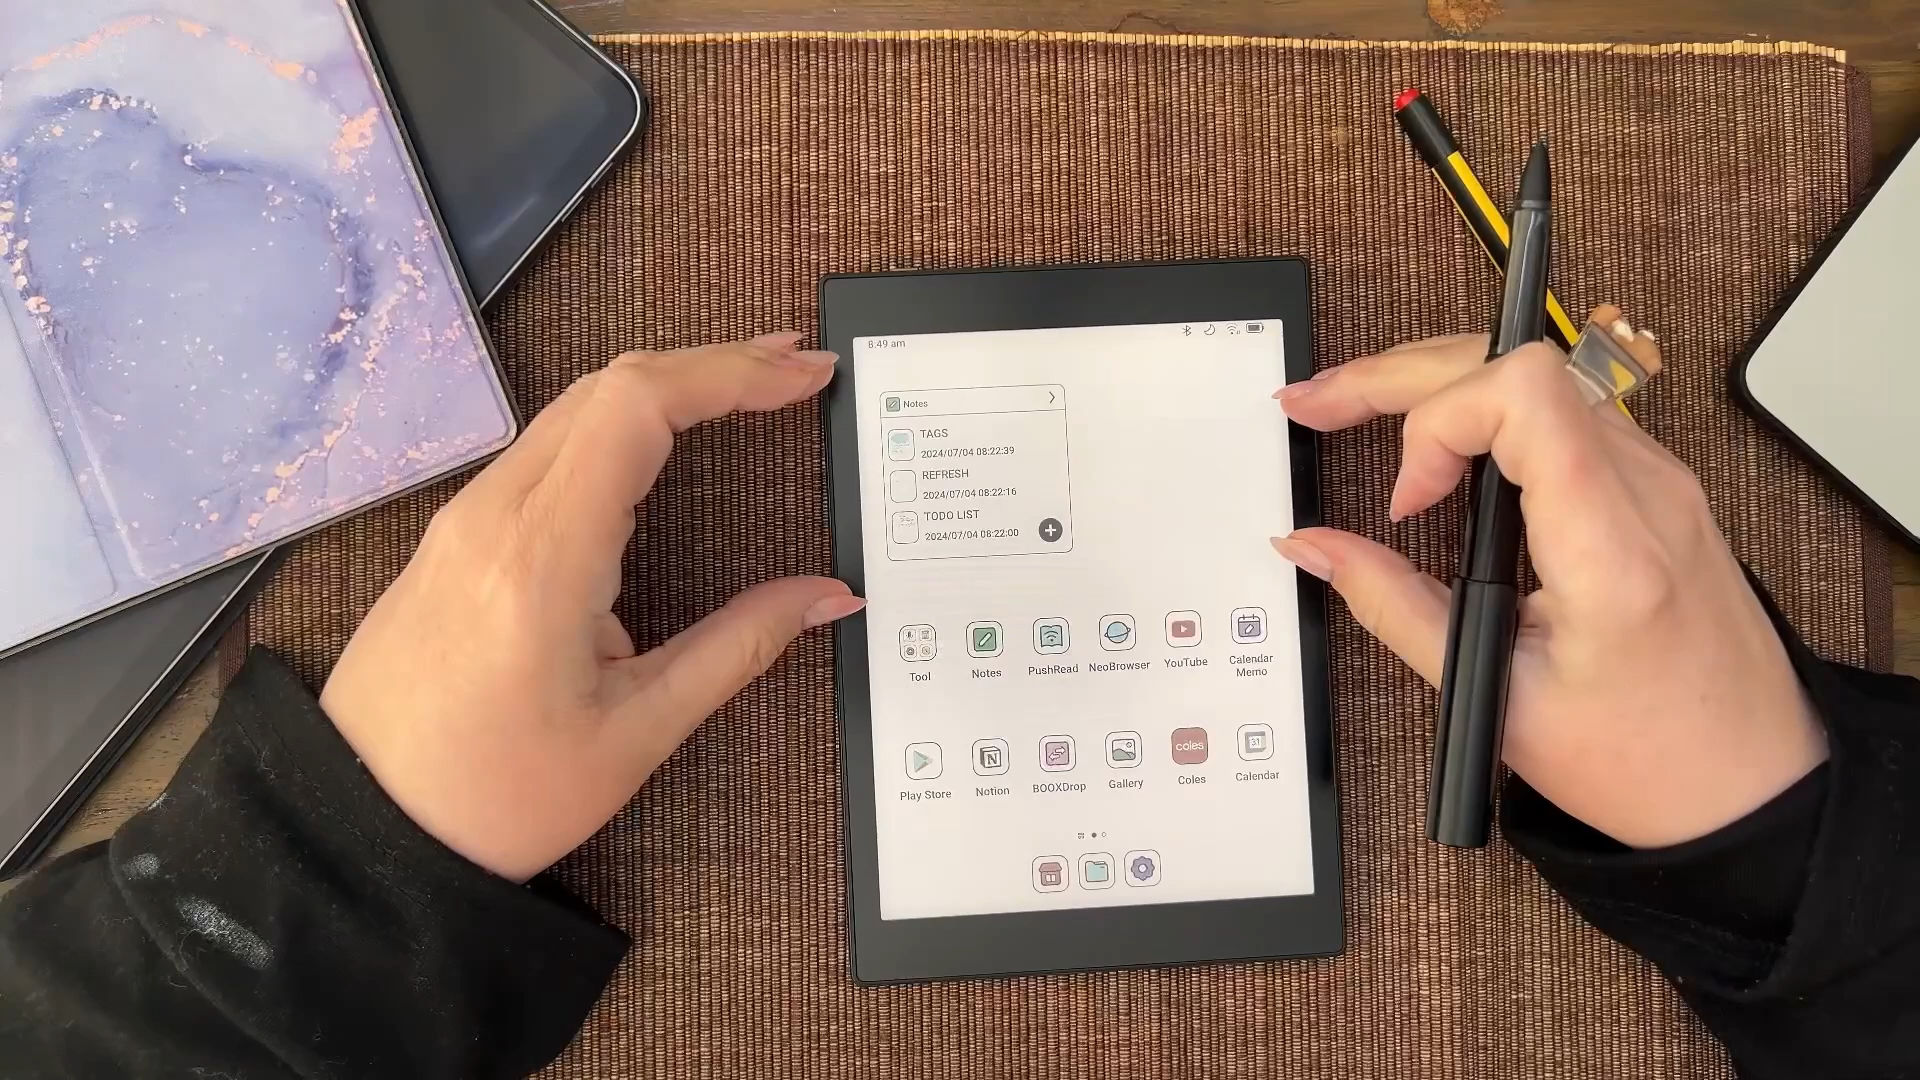 8:49 am
Notes
TAGS
2024/07/04 08:22:39
REFRESH
2024/07/04 08:22:16
TODO LIST
2024/07/04 08:22:00
Tool
Notes
PushRead
NeoBrowser
YouTube
Calendar
Memo
coles
31
Play Store
Notion
BOOXDrop
Gallery
Coles
Calendar